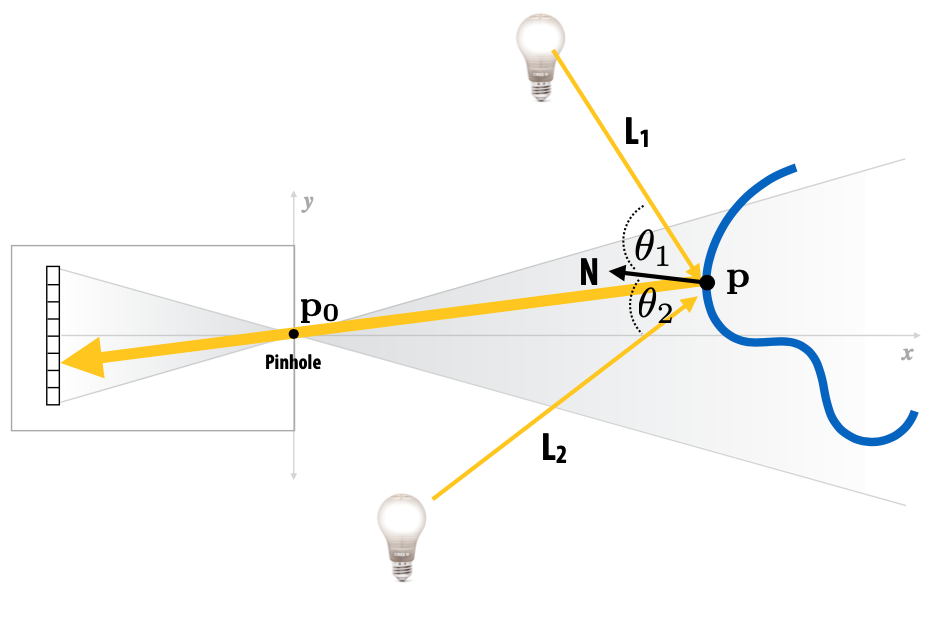 L₁
y
θ₁
N
p
p₀
θ₂
x
Pinhole
L₂